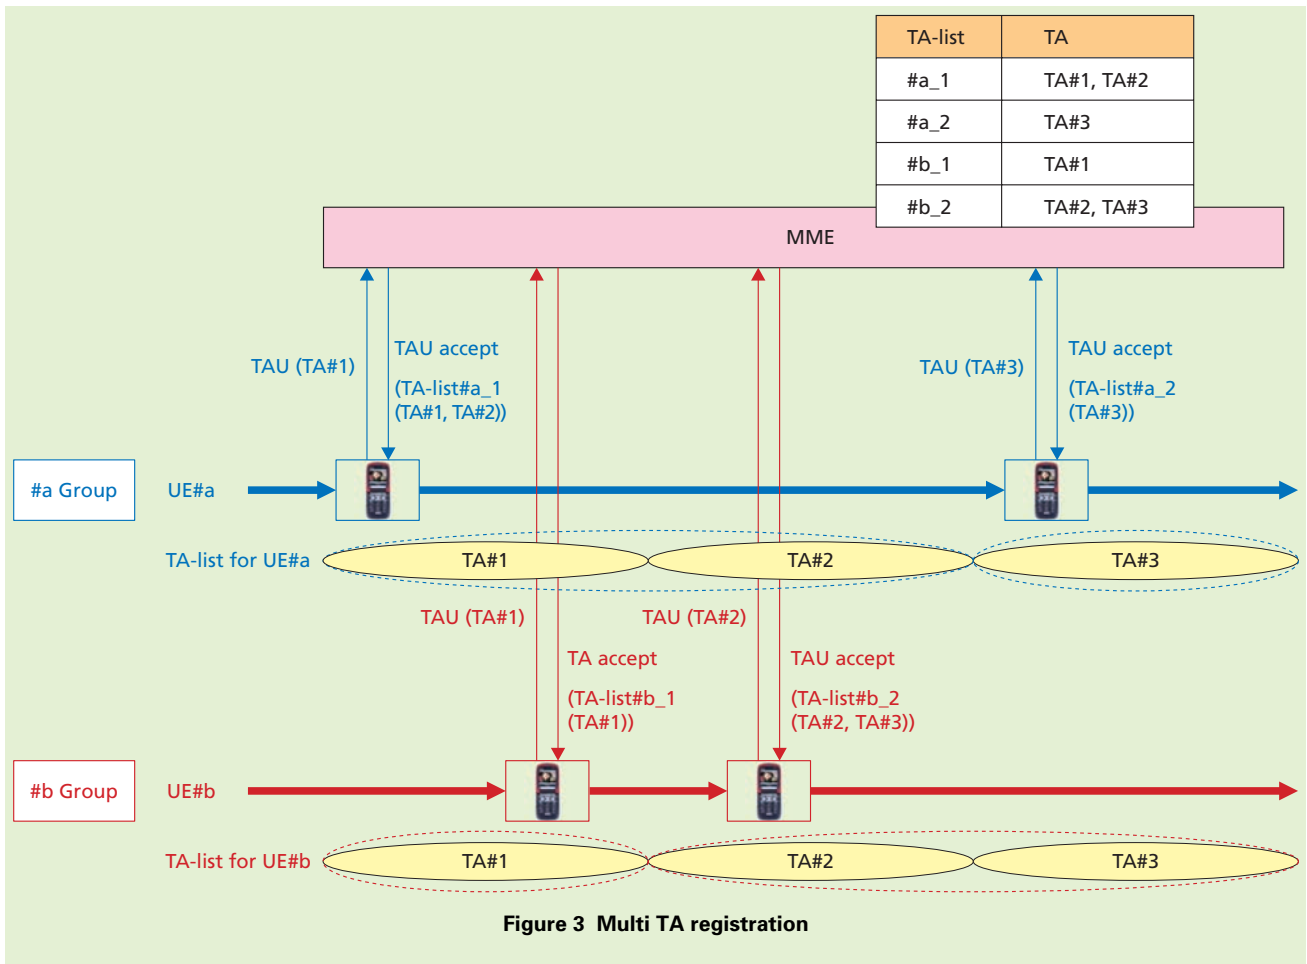 TA-list TA
#a_1 TA#1, TA#2
#a_2 TA#3
#b_1 TA#1
#b_2 TA#2, TA#3
MME
TAU (TA#1)
TAU accept
(TA-list#a_1
(TA#1, TA#2))
TAU (TA#3)
TAU accept
(TA-list#a_2
(TA#3))
#a Group UE#a
TA-list for UE#a TA#1 TA#2 TA#3
TAU (TA#1)
TA accept
(TA-list#b_1
(TA#1))
TAU (TA#2)
TAU accept
(TA-list#b_2
(TA#2, TA#3))
#b Group UE#b
TA-list for UE#b TA#1 TA#2 TA#3
Figure 3 Multi TA registration